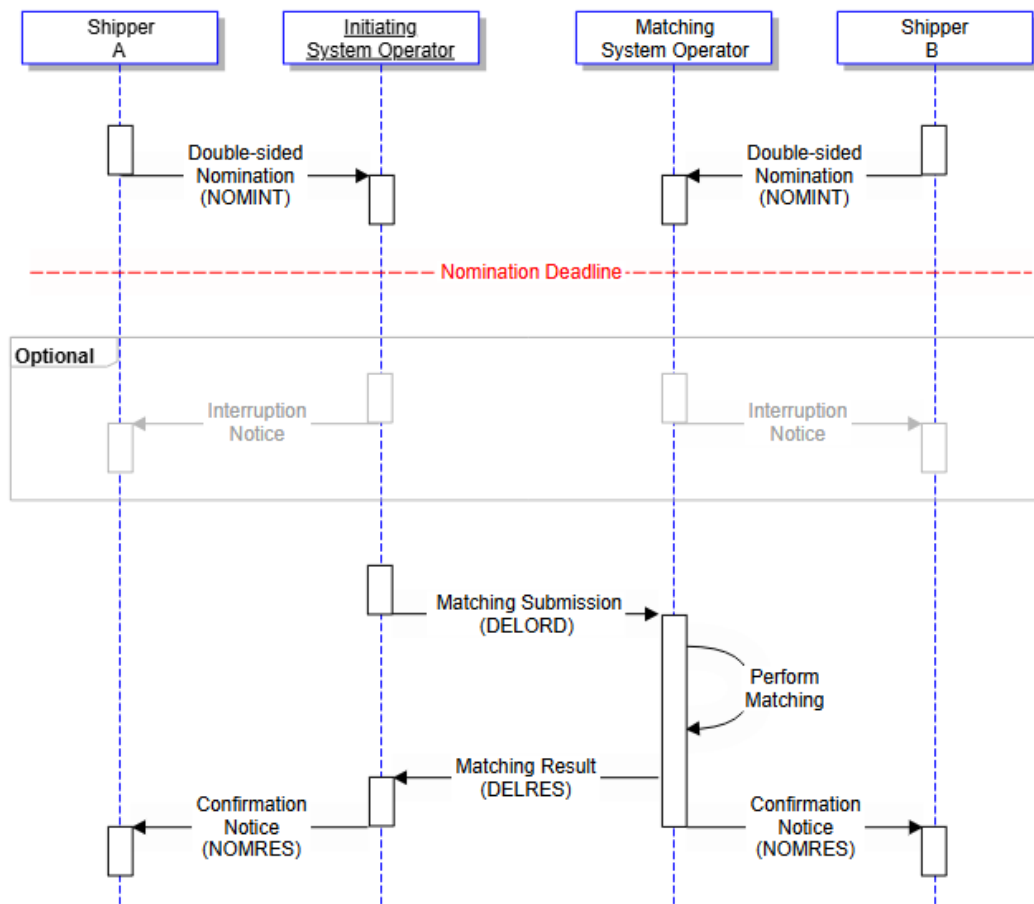 Shipper
A
Initiating
System Operator
Matching
System Operator
Shipper
B
Double-sided
Nomination
(NOMINT)
Double-sided
Nomination
(NOMINT)
Nomination Deadline
Optional
Interruption
Notice
Interruption
Notice
Matching Submission
(DELORD)
Perform
Matching
Matching Result
(DELRES)
Confirmation
Notice
(NOMRES)
Confirmation
Notice
(NOMRES)